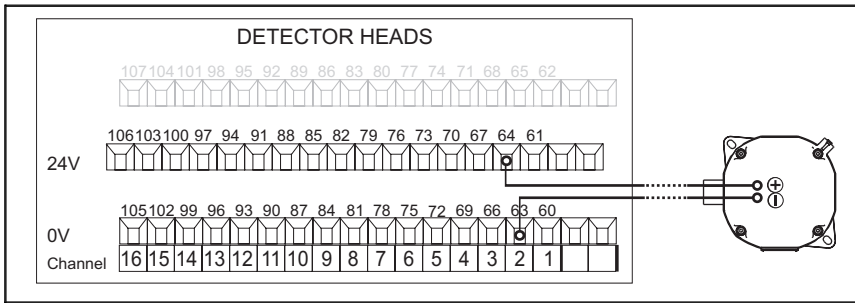 DETECTOR HEADS
107 104 101 98 95 92 89 86 83 80 77 74 71 68 65 62
106 103 100 97 94 91 88 85 82 79 76 73 70 67 64 61
24V
105 102 99 96 93 90 87 84 81 78 75 72 69 66 63 60
0V
Channel 16 15 14 13 12 11 10 9 8 7 6 5 4 3 2 1
+
−